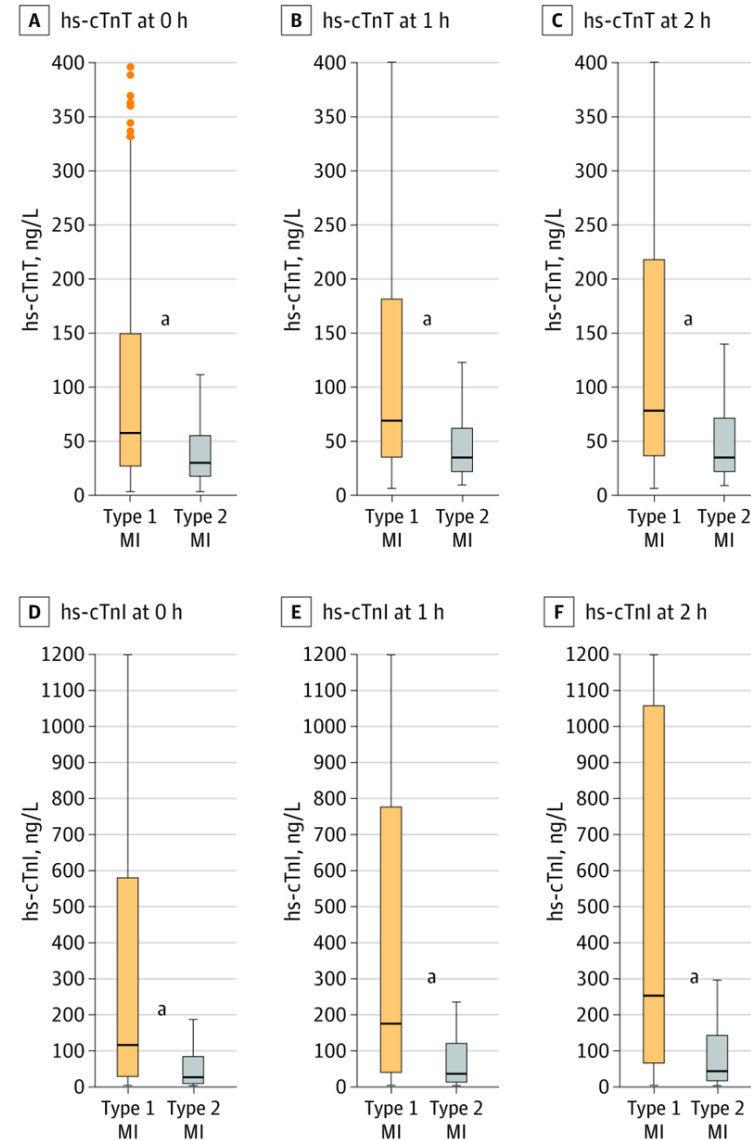 A hs-cTnT at 0 h
400
350
300
250
200
150
100
50
0
hs-cTnT, ng/L
a
Type 1 MI
Type 2 MI
B hs-cTnT at 1 h
400
350
300
250
200
150
100
50
0
hs-cTnT, ng/L
a
Type 1 MI
Type 2 MI
C hs-cTnT at 2 h
400
350
300
250
200
150
100
50
0
hs-cTnT, ng/L
a
Type 1 MI
Type 2 MI
D hs-cTnI at 0 h
1200
1100
1000
900
800
700
600
500
400
300
200
100
0
hs-cTnI, ng/L
a
Type 1 MI
Type 2 MI
E hs-cTnI at 1 h
1200
1100
1000
900
800
700
600
500
400
300
200
100
0
hs-cTnI, ng/L
a
Type 1 MI
Type 2 MI
F hs-cTnI at 2 h
1200
1100
1000
900
800
700
600
500
400
300
200
100
0
hs-cTnI, ng/L
a
Type 1 MI
Type 2 MI